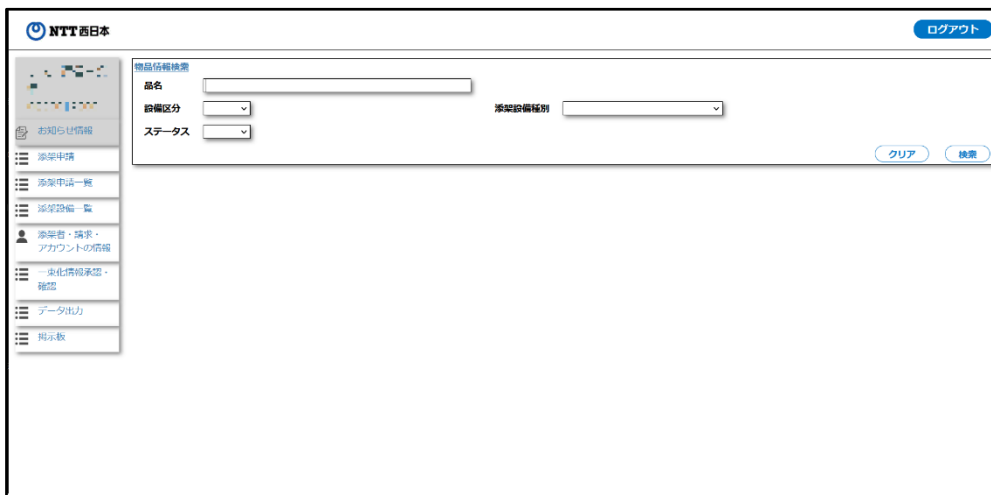 NTT西日本
ログアウト
物品情報検索
品名
設備区分
添架設備種別
ステータス
クリア
検索
お知らせ情報
添架申請
添架申請一覧
添架設備一覧
添架者・請求・
アカウントの情報
一束化情報承認・
確認
データ出力
掲示板